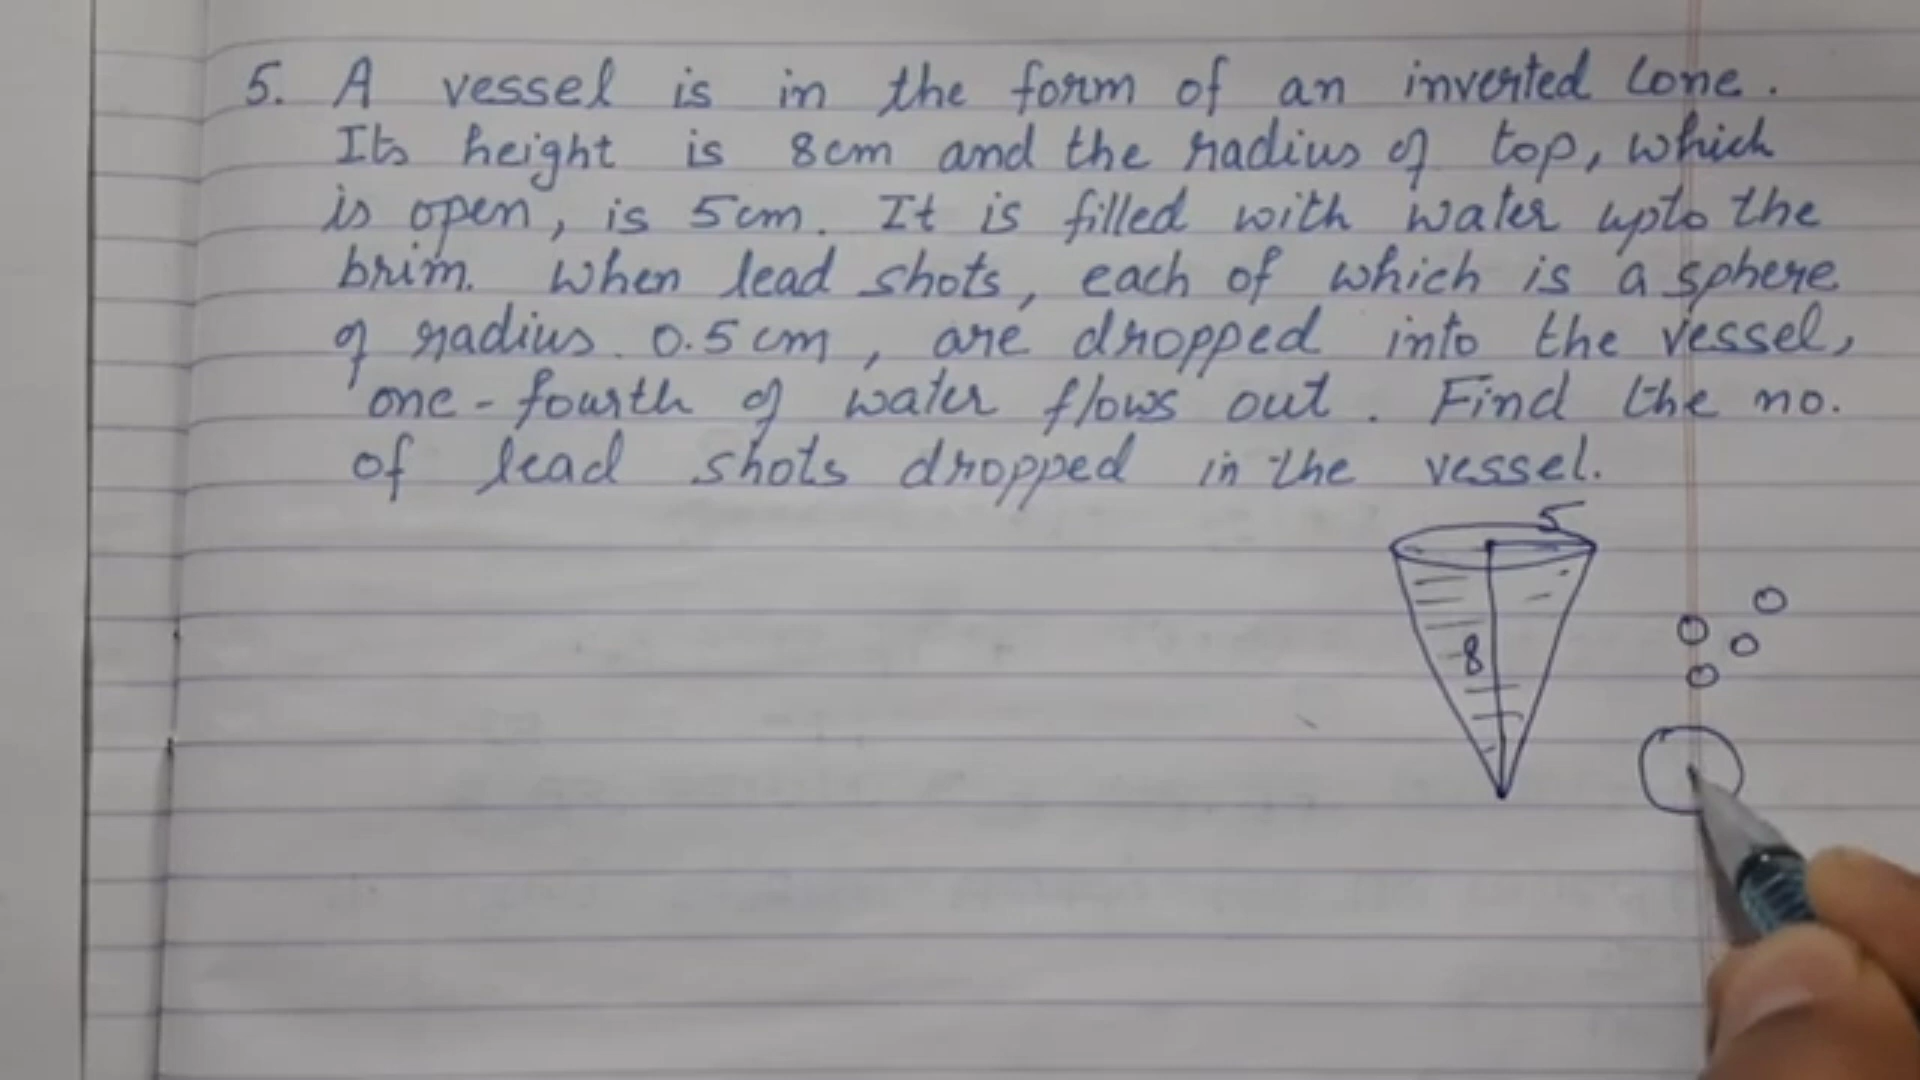 5. A vessel is in the form of an inverted cone.
Its height is 8cm and the radius of top, which
is open, is 5cm. It is filled with water upto the
brim. When lead shots, each of which is a sphere
of radius 0.5cm, are dropped into the vessel,
one-fourth of water flows out. Find the no.
of lead shots dropped in the vessel.
5
8